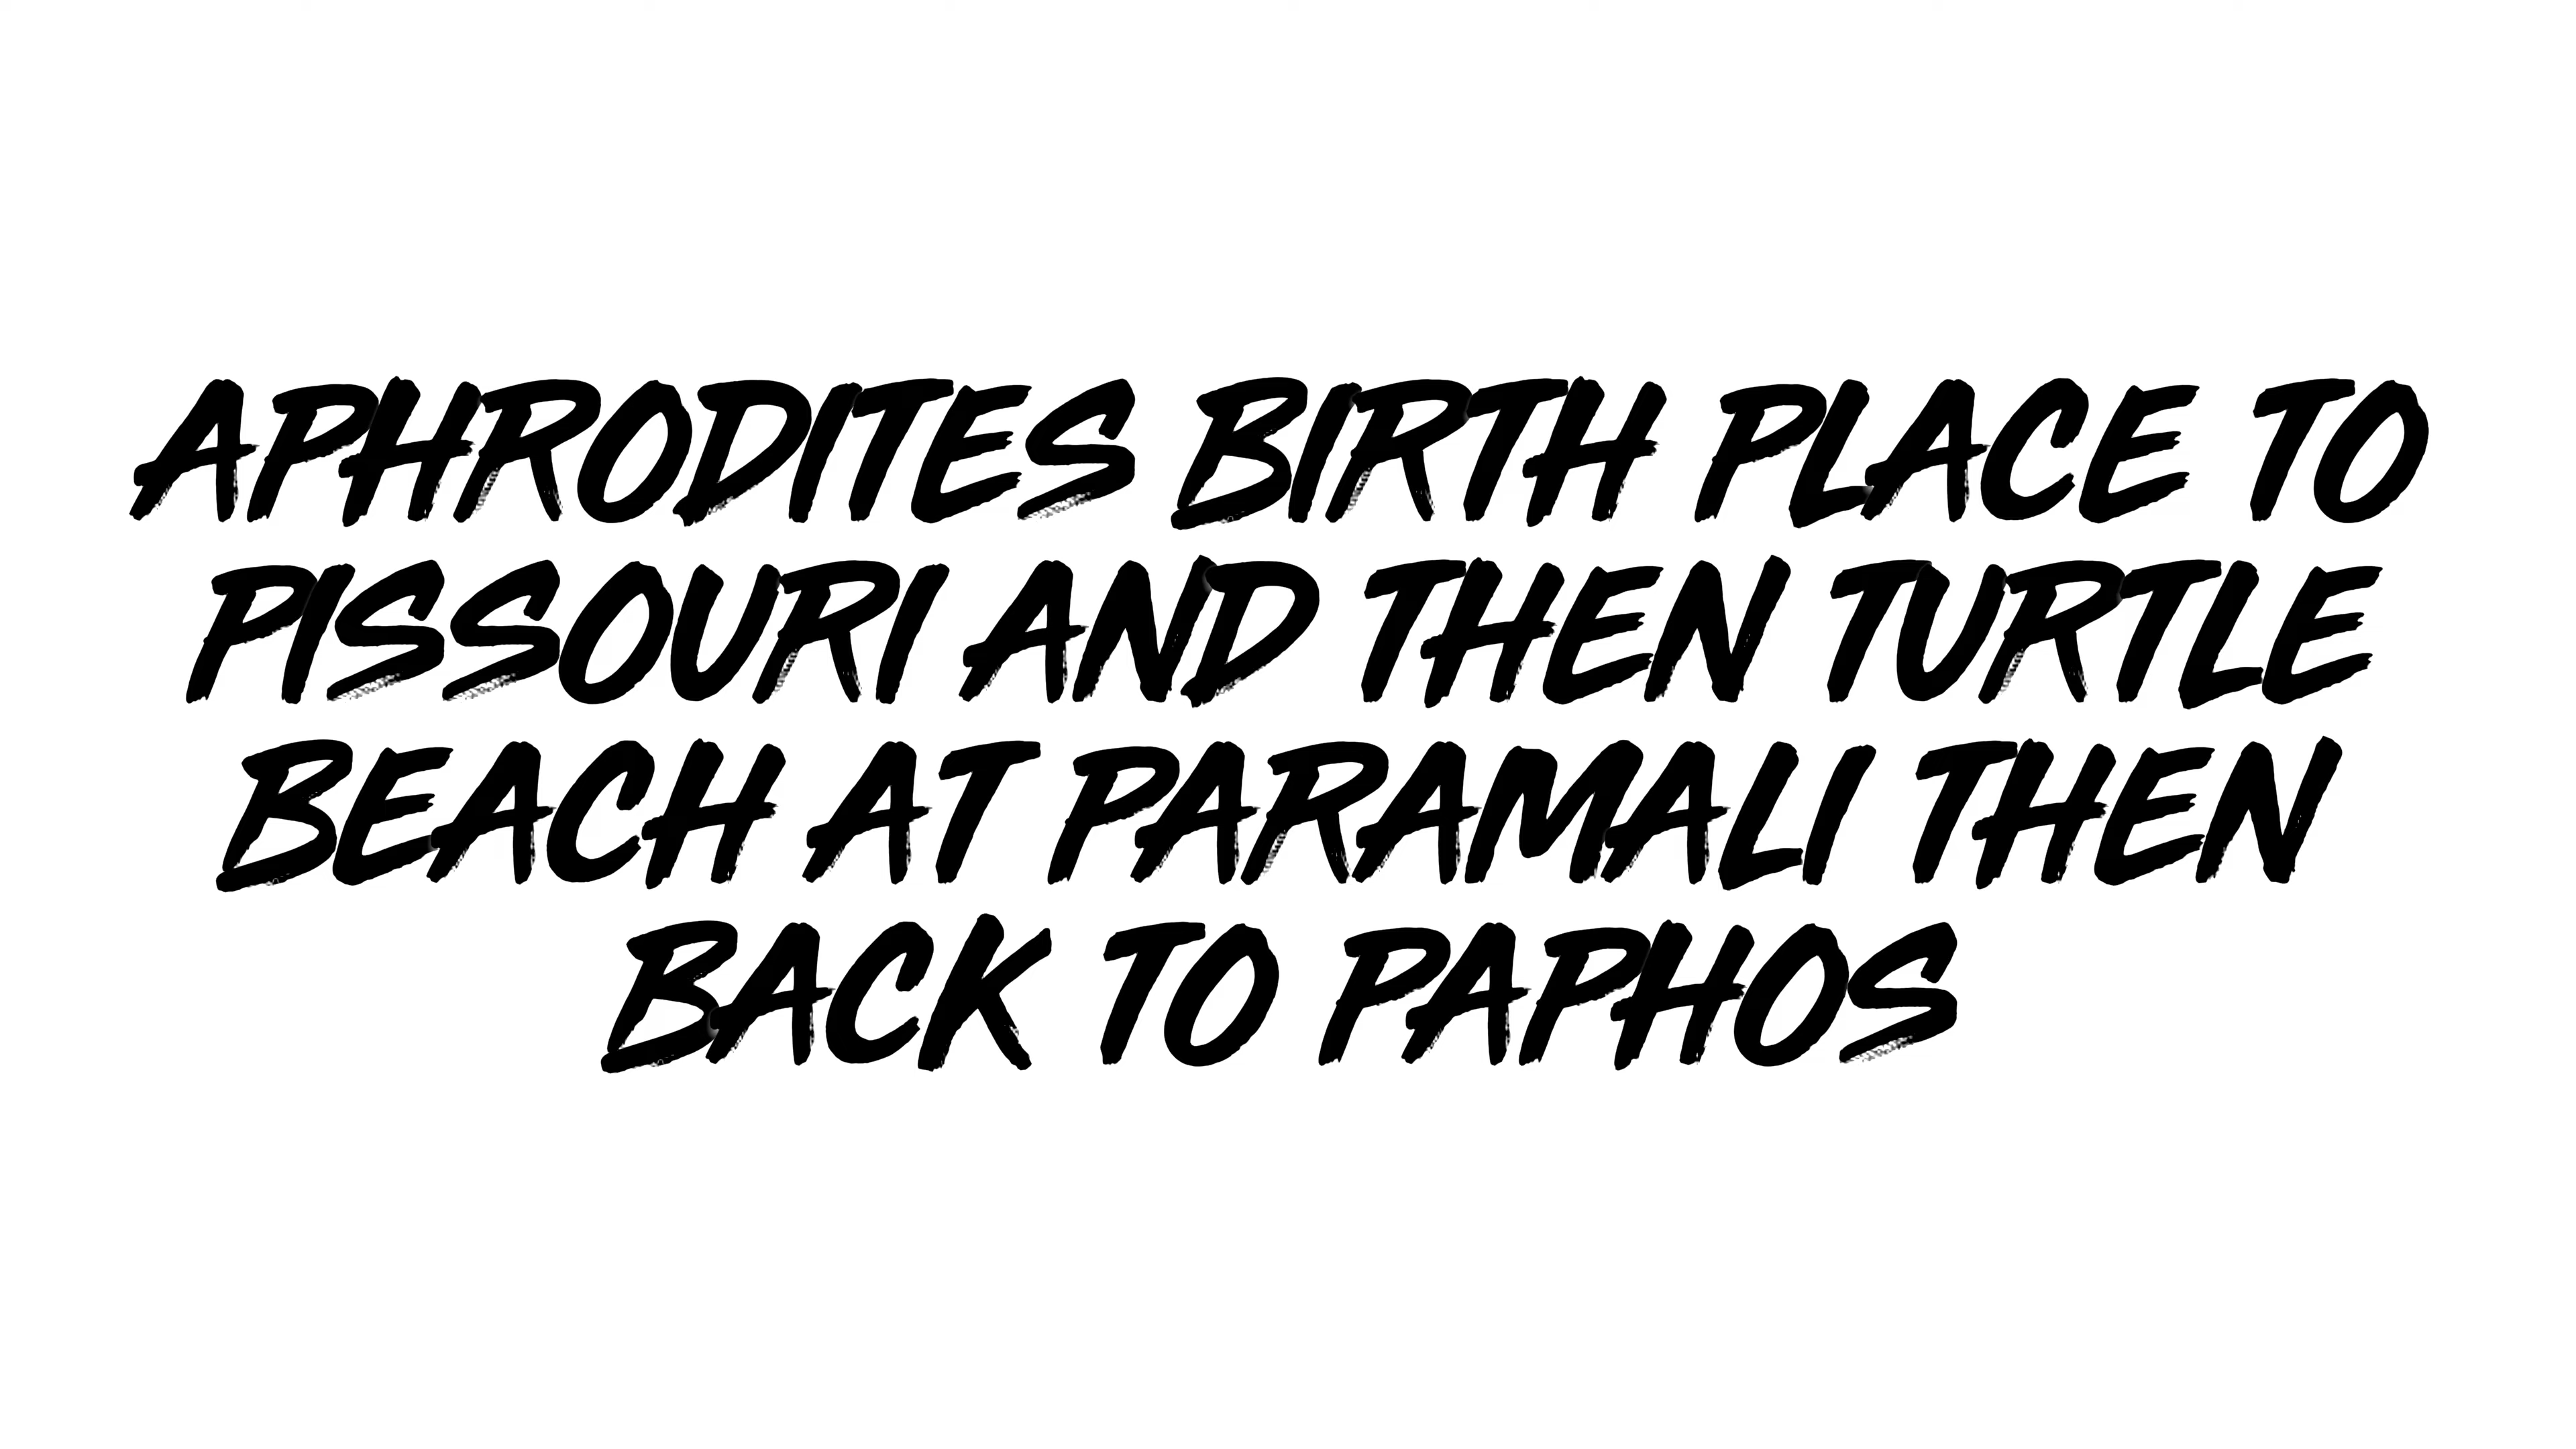 APHRODITES BIRTH PLACE TO
PISSOURI AND THEN TURTLE
BEACH AT PARAMALI THEN
BACK TO PAPHOS